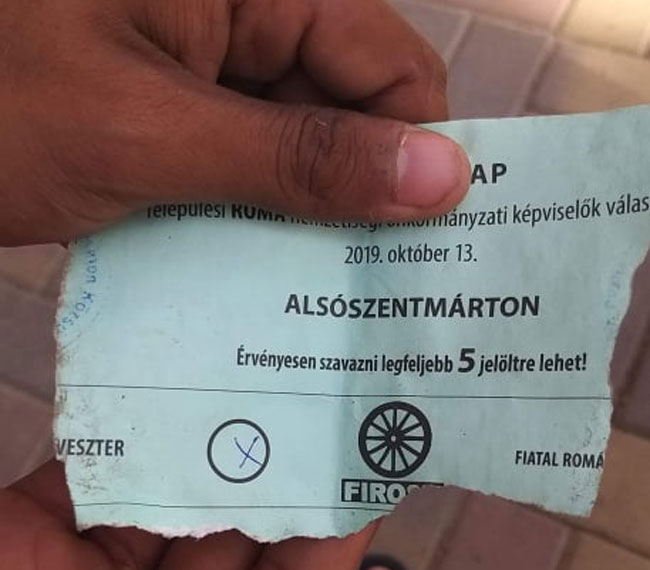 AP
Települési ROMA nemzetiségi önkormányzati képviselők válas
2019. október 13.
ALSÓSZENTMÁRTON
Érvényesen szavazni legfeljebb 5 jelöltre lehet!
VESZTER
X
FIATAL ROMA
FIROS